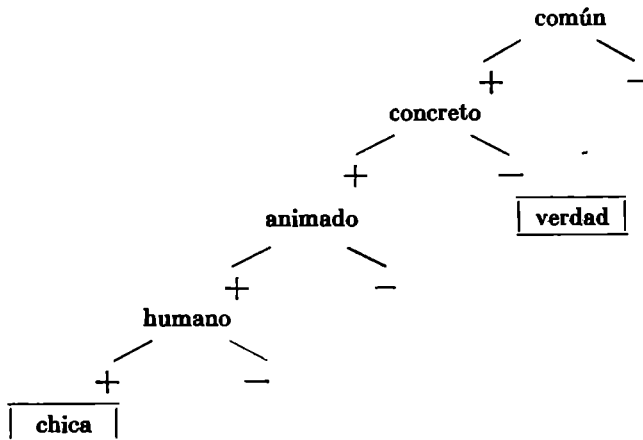 común
+ −
concreto
+ −
animado verdad
+ −
humano
+ −
chica